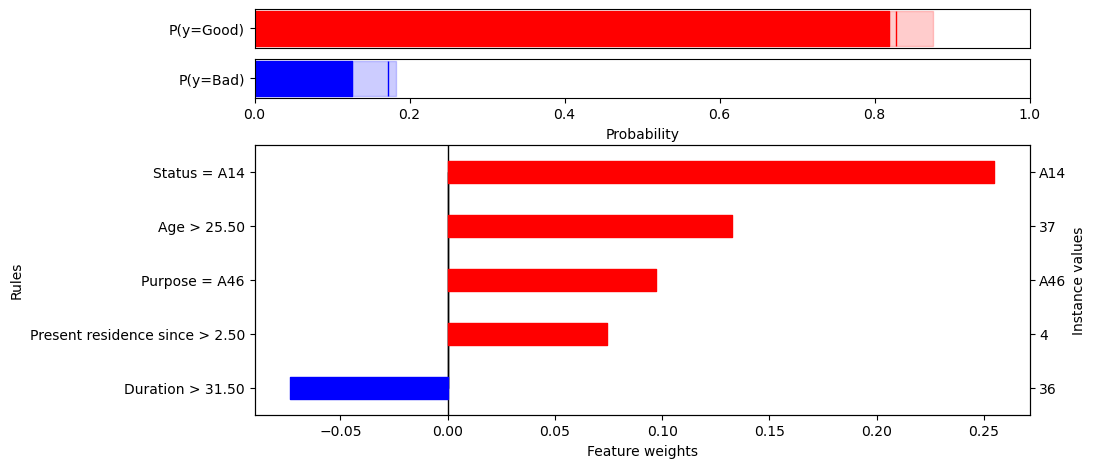 P(y=Good)
P(y=Bad)
0.0 0.2 0.4 0.6 0.8 1.0
Probability
Rules
Status = A14
A14
Age > 25.50
37
Purpose = A46
A46
Present residence since > 2.50
4
Duration > 31.50
36
Instance values
−0.05 0.00 0.05 0.10 0.15 0.20 0.25
Feature weights